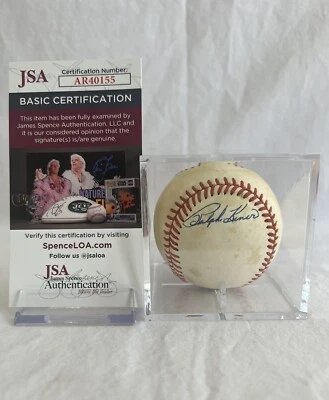 JSA
Certification Number
AR40155
BASIC CERTIFICATION
This item has been fully examined by
James Spence Authentication, LLC and
it is our considered opinion that the
signature(s) is/are genuine.
Verify this certification by visiting
SpenceLOA.com
Follow us @jsaloa
JSA
James Spence
Authentication
Ralph Kiner